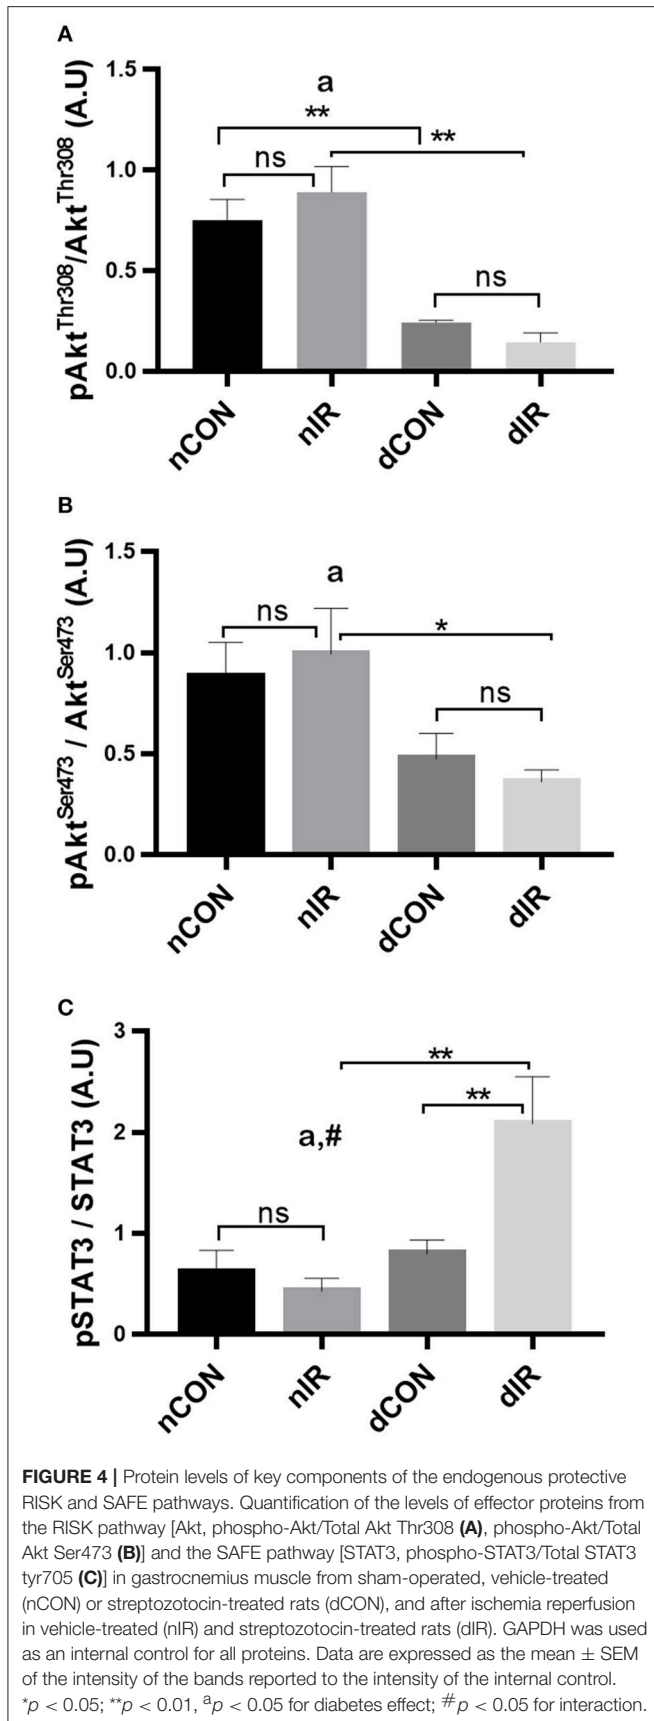 A
pAkt^Thr308/Akt^Thr308 (A.U)
1.5
1.0
0.5
0.0
a
**
**
ns
ns
nCON
nIR
dCON
dIR
B
pAkt^Ser473 / Akt^Ser473 (A.U)
1.5
1.0
0.5
0.0
a
ns
*
ns
nCON
nIR
dCON
dIR
C
pSTAT3 / STAT3 (A.U)
3
2
1
0
**
**
a,#
ns
nCON
nIR
dCON
dIR
FIGURE 4 | Protein levels of key components of the endogenous protective
RISK and SAFE pathways. Quantification of the levels of effector proteins from
the RISK pathway [Akt, phospho-Akt/Total Akt Thr308 (A), phospho-Akt/Total
Akt Ser473 (B)] and the SAFE pathway [STAT3, phospho-STAT3/Total STAT3
tyr705 (C)] in gastrocnemius muscle from sham-operated, vehicle-treated
(nCON) or streptozotocin-treated rats (dCON), and after ischemia reperfusion
in vehicle-treated (nIR) and streptozotocin-treated rats (dIR). GAPDH was used
as an internal control for all proteins. Data are expressed as the mean ± SEM
of the intensity of the bands reported to the intensity of the internal control.
*p < 0.05; **p < 0.01, ^a p < 0.05 for diabetes effect; ^# p < 0.05 for interaction.